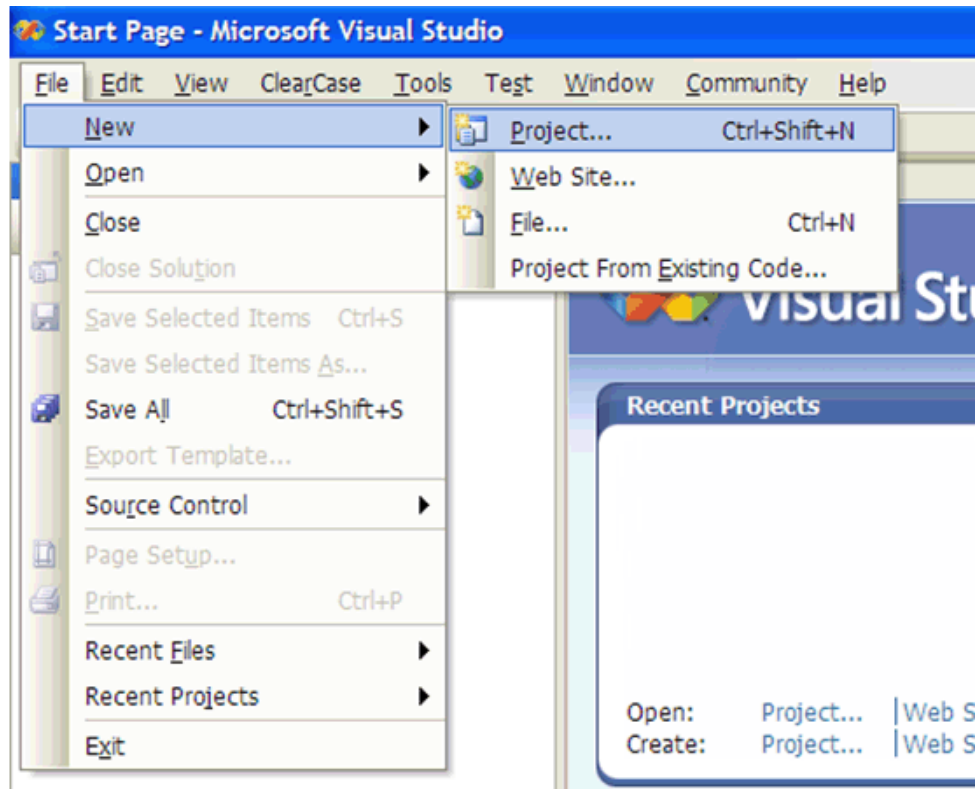 Start Page - Microsoft Visual Studio
File Edit View ClearCase Tools Test Window Community Help
New
Open
Close
Close Solution
Save Selected Items Ctrl+S
Save Selected Items As...
Save All Ctrl+Shift+S
Export Template...
Source Control
Page Setup...
Print... Ctrl+P
Recent Files
Recent Projects
Exit
Project... Ctrl+Shift+N
Web Site...
File... Ctrl+N
Project From Existing Code...
Visual
Recent Projects
Open: Project... | Web
Create: Project... | Web